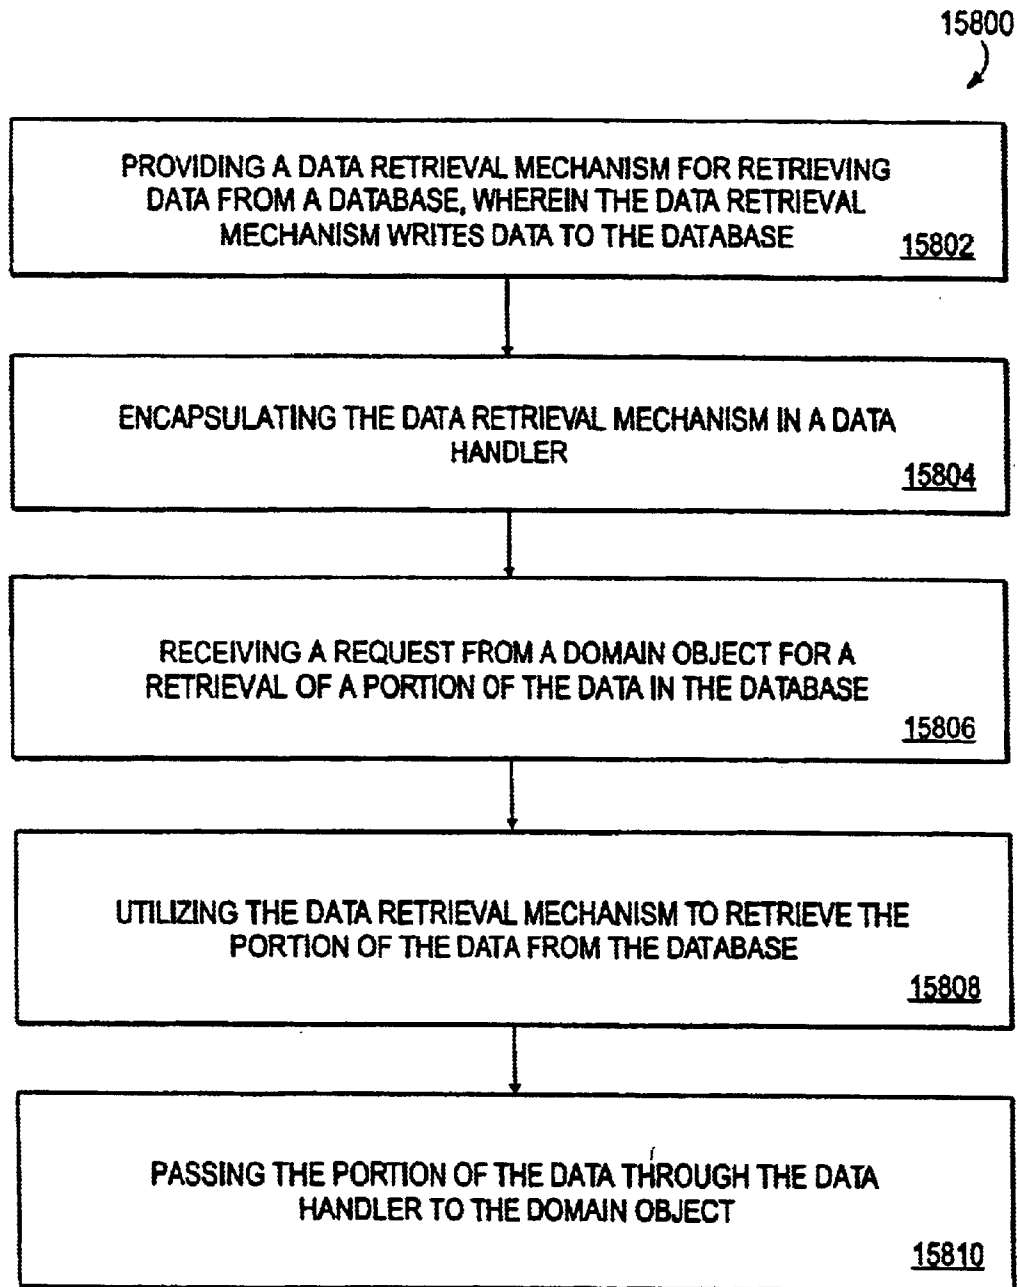 15800
PROVIDING A DATA RETRIEVAL MECHANISM FOR RETRIEVING
DATA FROM A DATABASE, WHEREIN THE DATA RETRIEVAL
MECHANISM WRITES DATA TO THE DATABASE
15802
ENCAPSULATING THE DATA RETRIEVAL MECHANISM IN A DATA
HANDLER
15804
RECEIVING A REQUEST FROM A DOMAIN OBJECT FOR A
RETRIEVAL OF A PORTION OF THE DATA IN THE DATABASE
15806
UTILIZING THE DATA RETRIEVAL MECHANISM TO RETRIEVE THE
PORTION OF THE DATA FROM THE DATABASE
15808
PASSING THE PORTION OF THE DATA THROUGH THE DATA
HANDLER TO THE DOMAIN OBJECT
15810